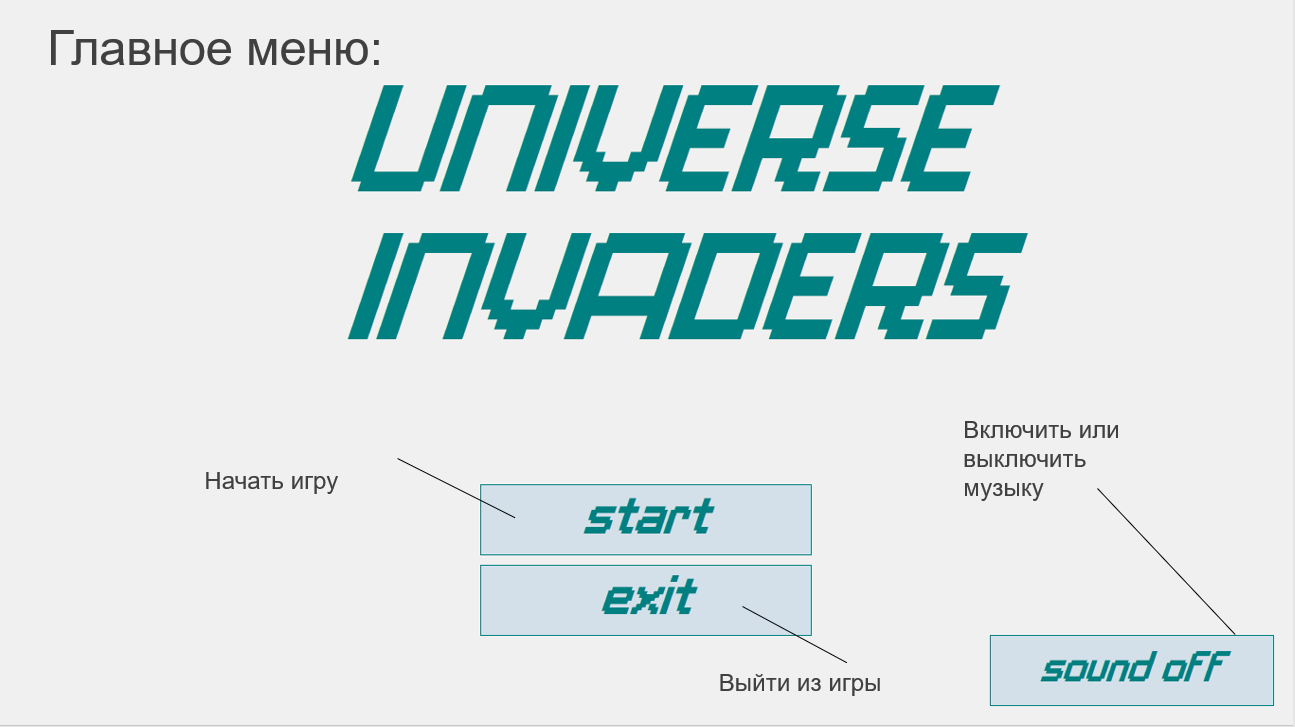 Главное меню:
UNIVERSE
INVADERS
Включить или
выключить
музыку
Начать игру
start
exit
Выйти из игры
sound off